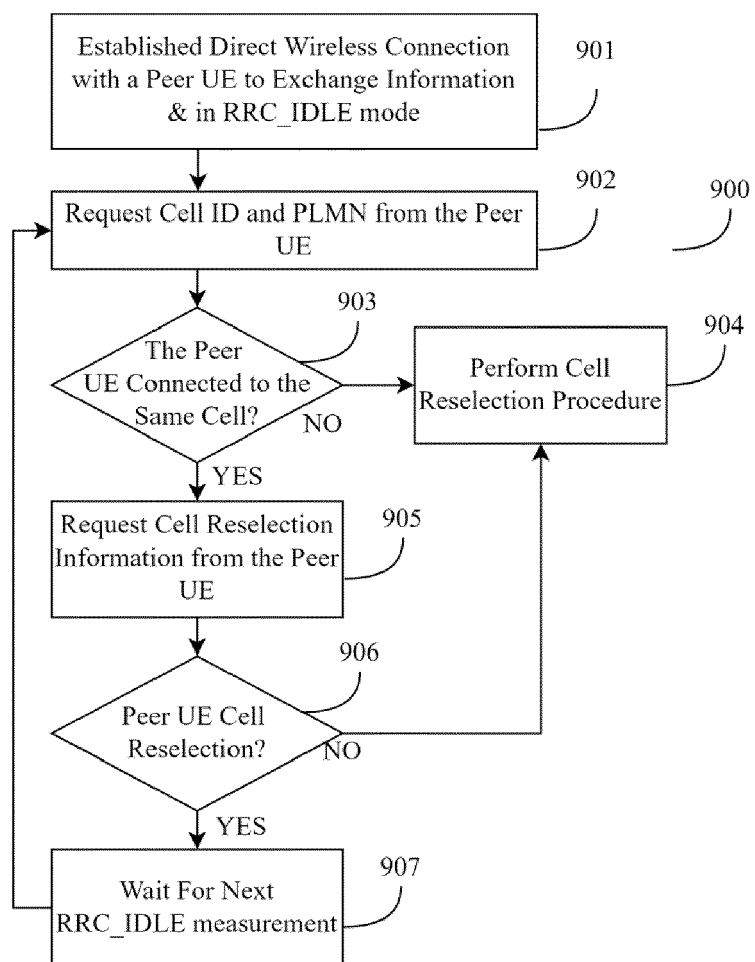 Established Direct Wireless Connection
with a Peer UE to Exchange Information
& in RRC_IDLE mode
901
Request Cell ID and PLMN from the Peer
UE
902
900
903
The Peer
UE Connected to the
Same Cell?
NO
YES
904
Perform Cell
Reselection Procedure
Request Cell Reselection
Information from the Peer
UE
905
906
Peer UE Cell
Reselection?
NO
YES
Wait For Next
RRC_IDLE measurement
907